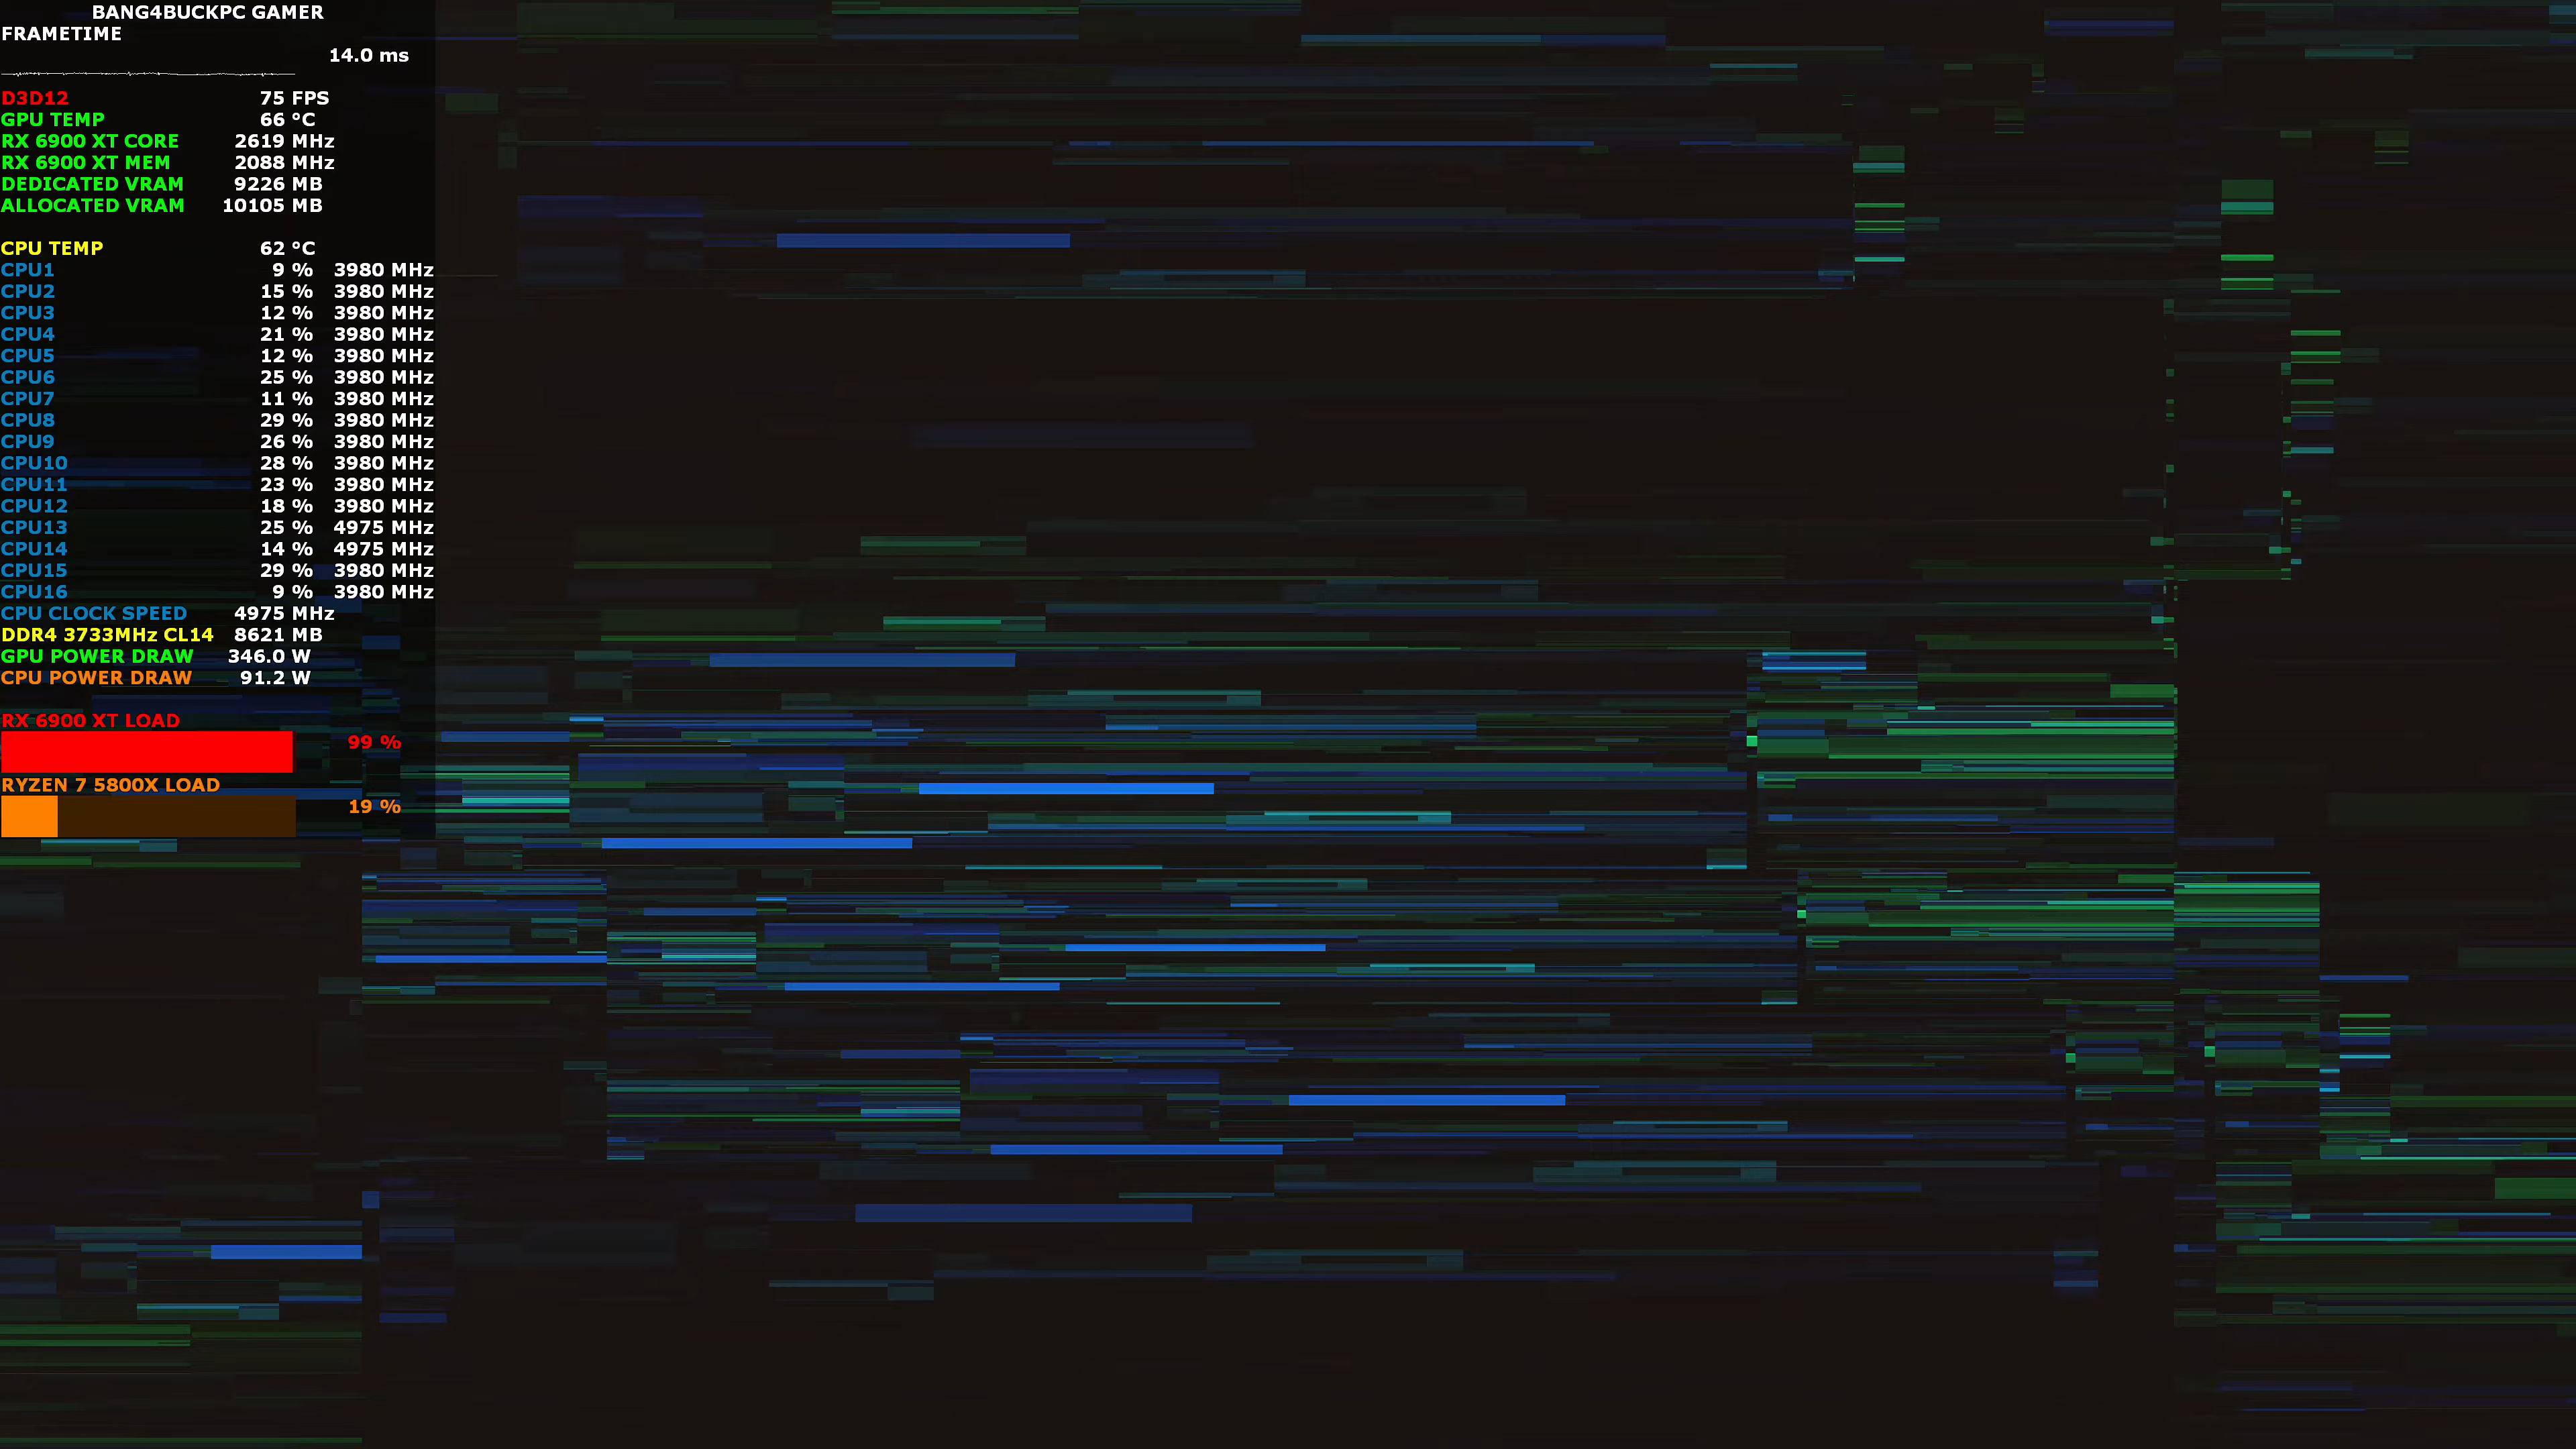 BANG4BUCKPC GAMER
FRAMETIME
14.0 ms
D3D12 75 FPS
GPU TEMP 66 °C
RX 6900 XT CORE 2619 MHz
RX 6900 XT MEM 2088 MHz
DEDICATED VRAM 9226 MB
ALLOCATED VRAM 10105 MB
CPU TEMP 62 °C
CPU1 9 % 3980 MHz
CPU2 15 % 3980 MHz
CPU3 12 % 3980 MHz
CPU4 21 % 3980 MHz
CPU5 12 % 3980 MHz
CPU6 25 % 3980 MHz
CPU7 11 % 3980 MHz
CPU8 29 % 3980 MHz
CPU9 26 % 3980 MHz
CPU10 28 % 3980 MHz
CPU11 23 % 3980 MHz
CPU12 18 % 3980 MHz
CPU13 25 % 4975 MHz
CPU14 14 % 4975 MHz
CPU15 29 % 3980 MHz
CPU16 9 % 3980 MHz
CPU CLOCK SPEED 4975 MHz
DDR4 3733MHz CL14 8621 MB
GPU POWER DRAW 346.0 W
CPU POWER DRAW 91.2 W
RX 6900 XT LOAD
99 %
RYZEN 7 5800X LOAD
19 %